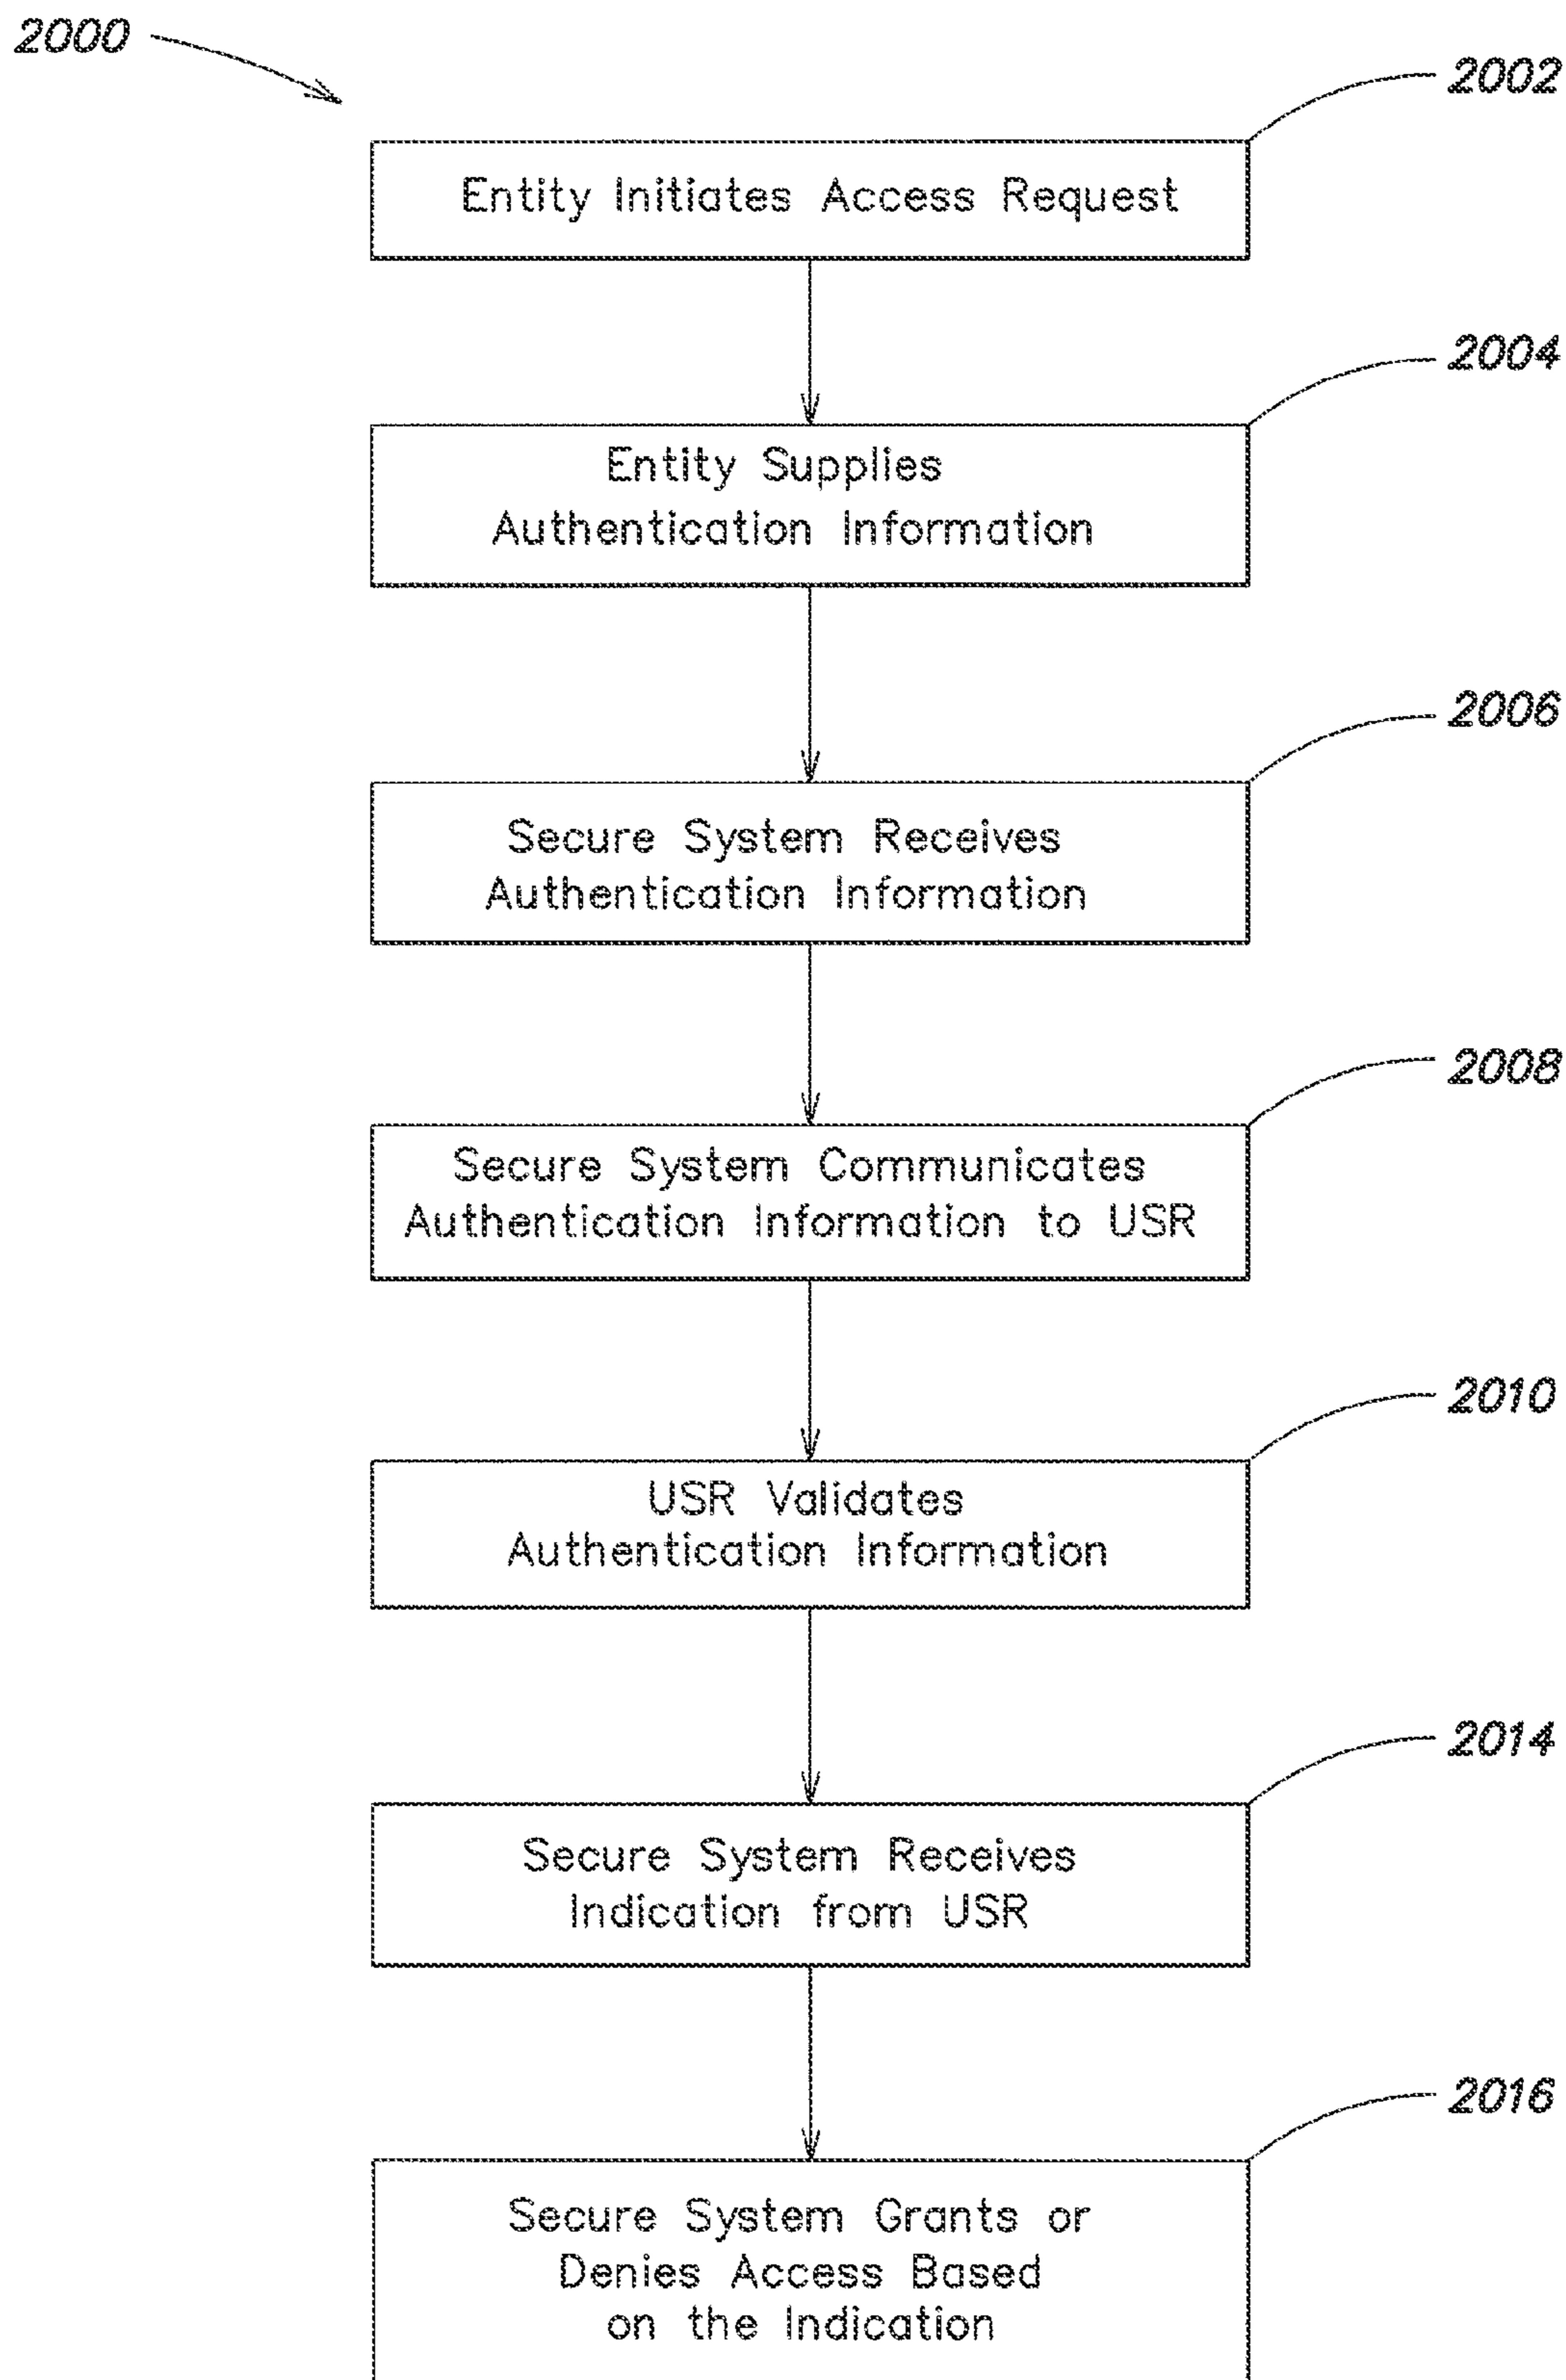 2000
2002
Entity Initiates Access Request
2004
Entity Supplies
Authentication Information
2006
Secure System Receives
Authentication Information
2008
Secure System Communicates
Authentication Information to USR
2010
USR Validates
Authentication Information
2014
Secure System Receives
Indication from USR
2016
Secure System Grants or
Denies Access Based
on the Indication